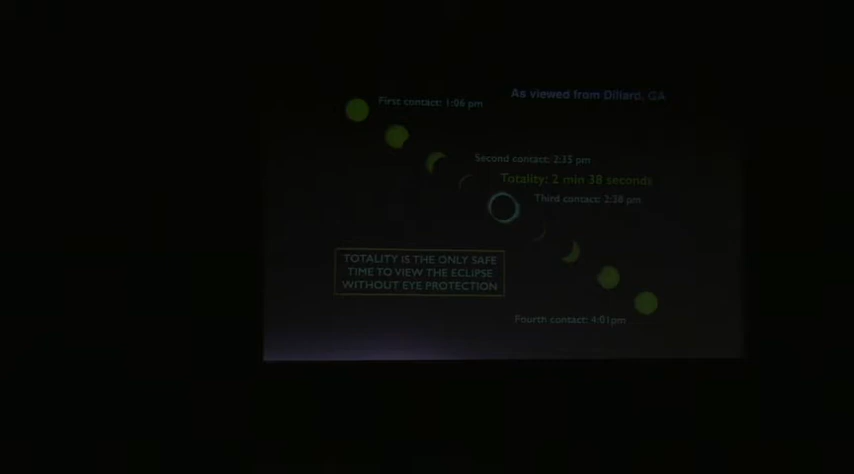 As viewed from Dillard, GA
First contact: 1:06 pm
Second contact: 2:35 pm
Totality: 2 min 38 seconds
Third contact: 2:38 pm
TOTALITY IS THE ONLY SAFE
TIME TO VIEW THE ECLIPSE
WITHOUT EYE PROTECTION
Fourth contact: 4:01pm